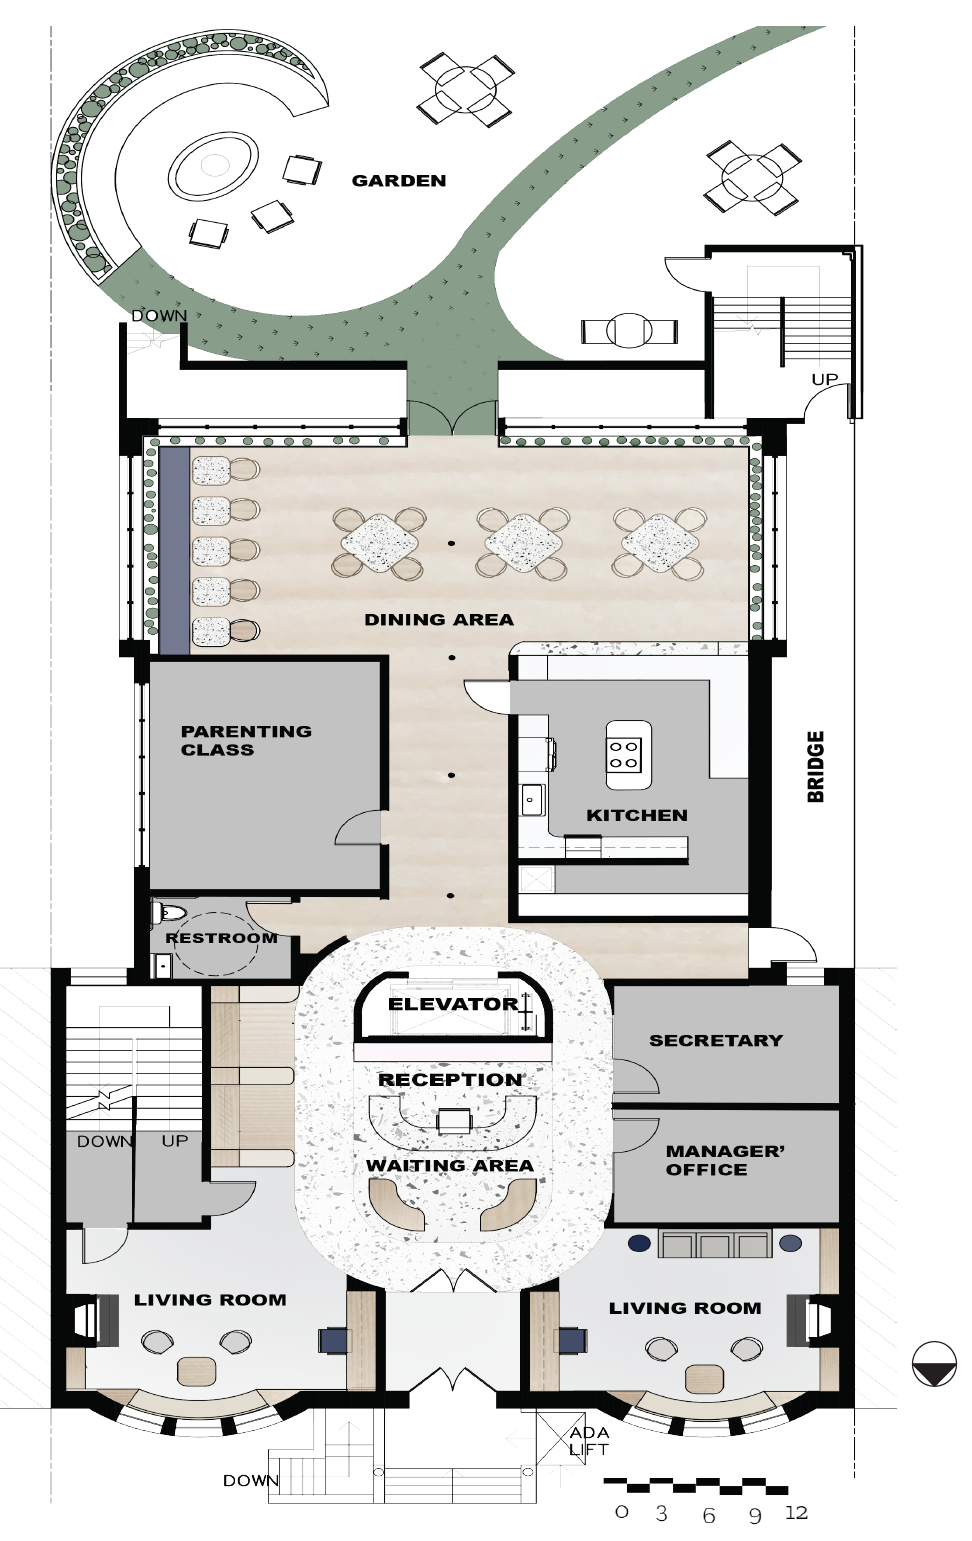 GARDEN
DOWN
UP
DINING AREA
PARENTING
CLASS
BRIDGE
KITCHEN
RESTROOM
ELEVATOR
SECRETARY
RECEPTION
DOWN UP
MANAGER'
OFFICE
WAITING AREA
LIVING ROOM
LIVING ROOM
ADA
LIFT
DOWN
0 3 6 9 12